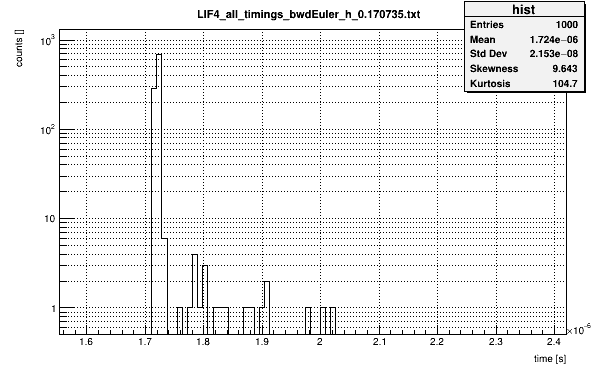 LIF4_all_timings_bwdEuler_h_0.170735.txt
hist
Entries 1000
Mean 1.724e−06
Std Dev 2.153e−08
Skewness 9.643
Kurtosis 104.7
counts []
10³
10²
10
1
1.6 1.7 1.8 1.9 2 2.1 2.2 2.3 2.4
×10⁻⁶
time [s]